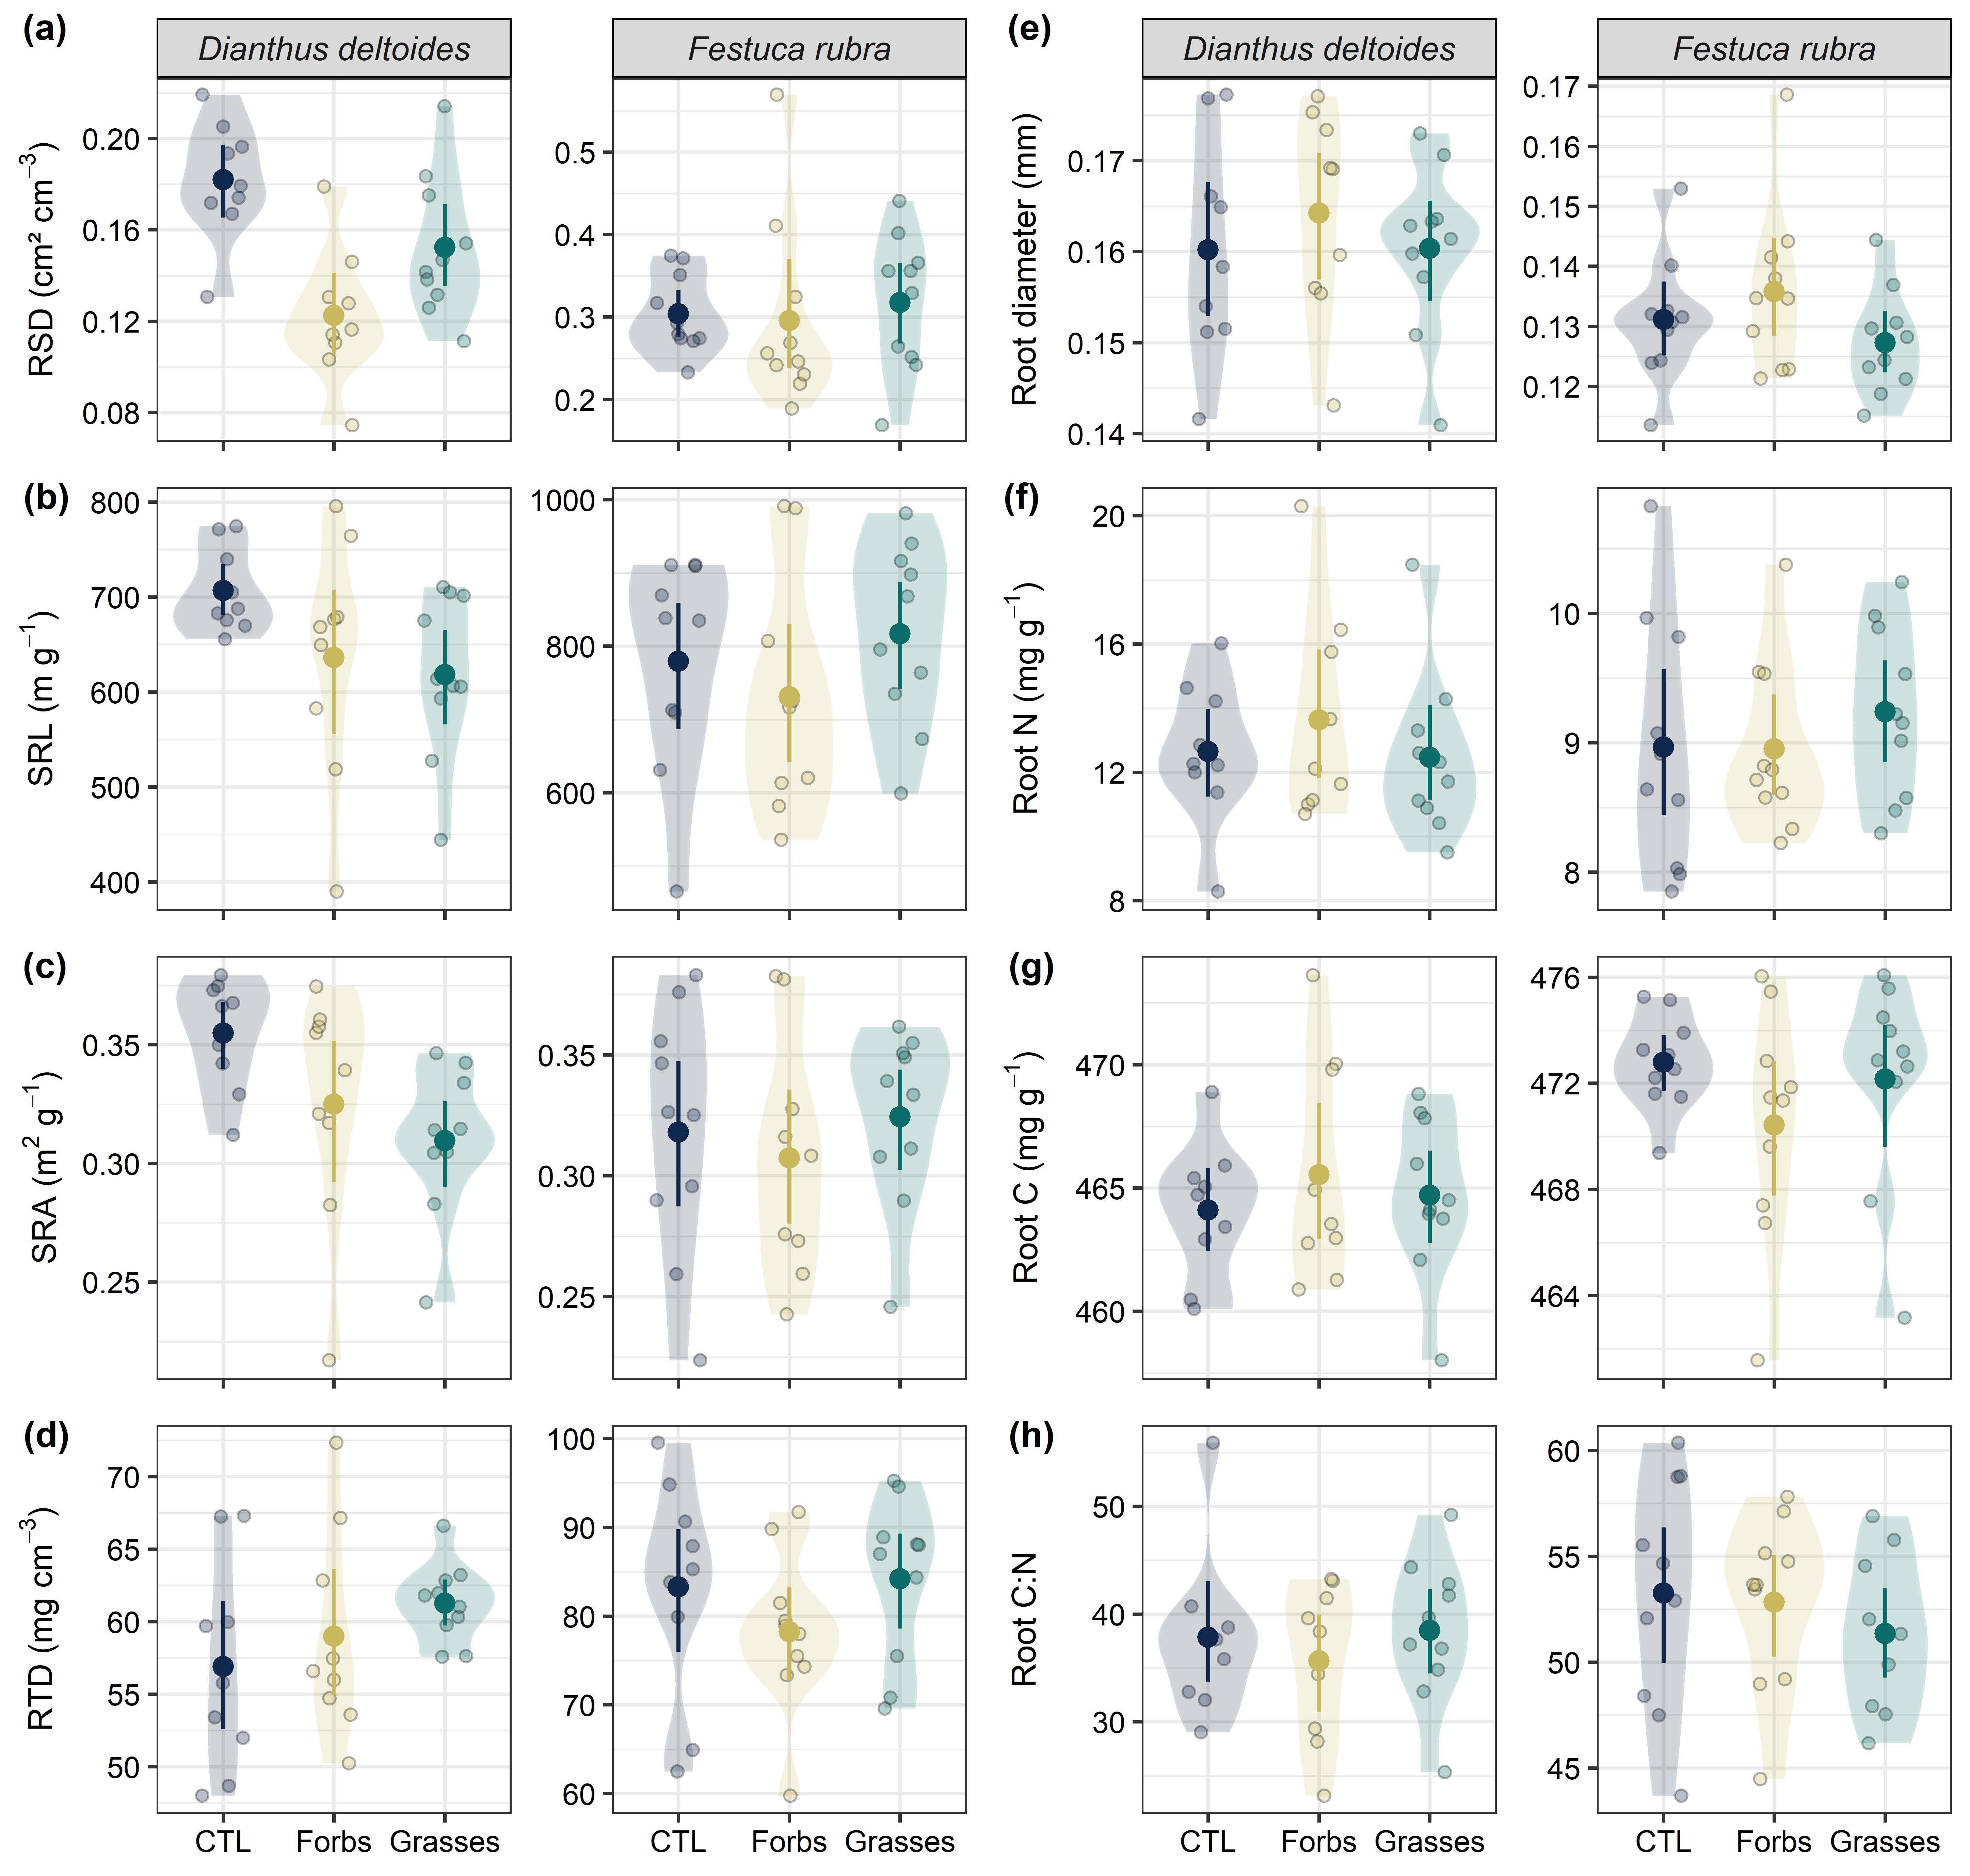 (a)
Dianthus deltoides
Festuca rubra
RSD (cm² cm⁻³)
0.20
0.16
0.12
0.08
0.5
0.4
0.3
0.2
(b)
SRL (m g⁻¹)
800
700
600
500
400
1000
800
600
(c)
SRA (m² g⁻¹)
0.35
0.30
0.25
0.35
0.30
0.25
(d)
RTD (mg cm⁻³)
70
65
60
55
50
100
90
80
70
60
CTL Forbs Grasses
CTL Forbs Grasses
(e)
Dianthus deltoides
Festuca rubra
Root diameter (mm)
0.17
0.16
0.15
0.14
0.17
0.16
0.15
0.14
0.13
0.12
(f)
Root N (mg g⁻¹)
20
16
12
8
10
9
8
(g)
Root C (mg g⁻¹)
470
465
460
476
472
468
464
(h)
Root C:N
50
40
30
60
55
50
45
CTL Forbs Grasses
CTL Forbs Grasses